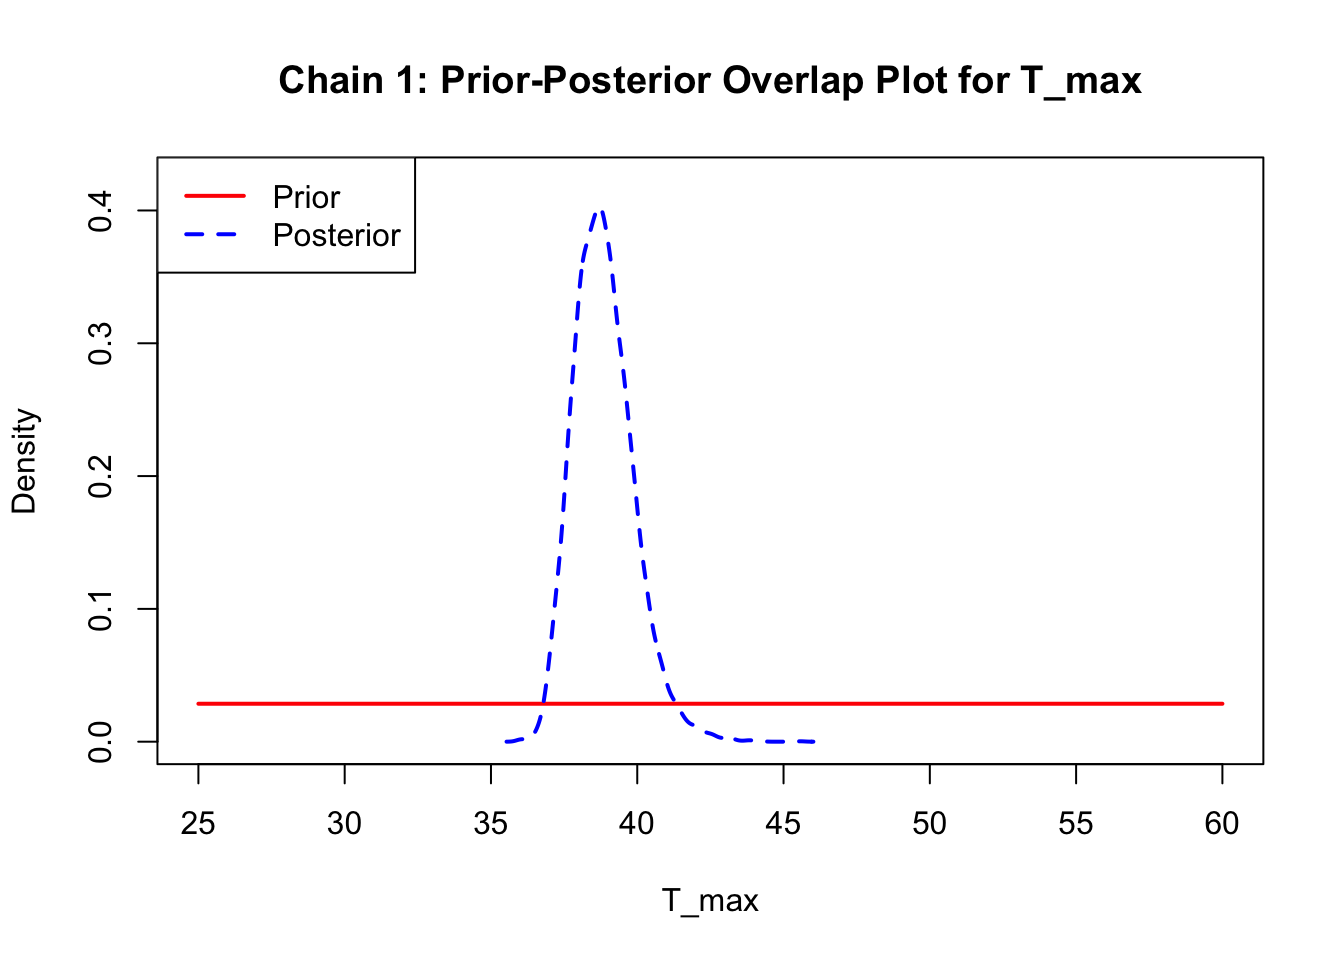 Chain 1: Prior-Posterior Overlap Plot for T_max
Prior
Posterior
Density
0.4
0.3
0.2
0.1
0.0
25 30 35 40 45 50 55 60
T_max